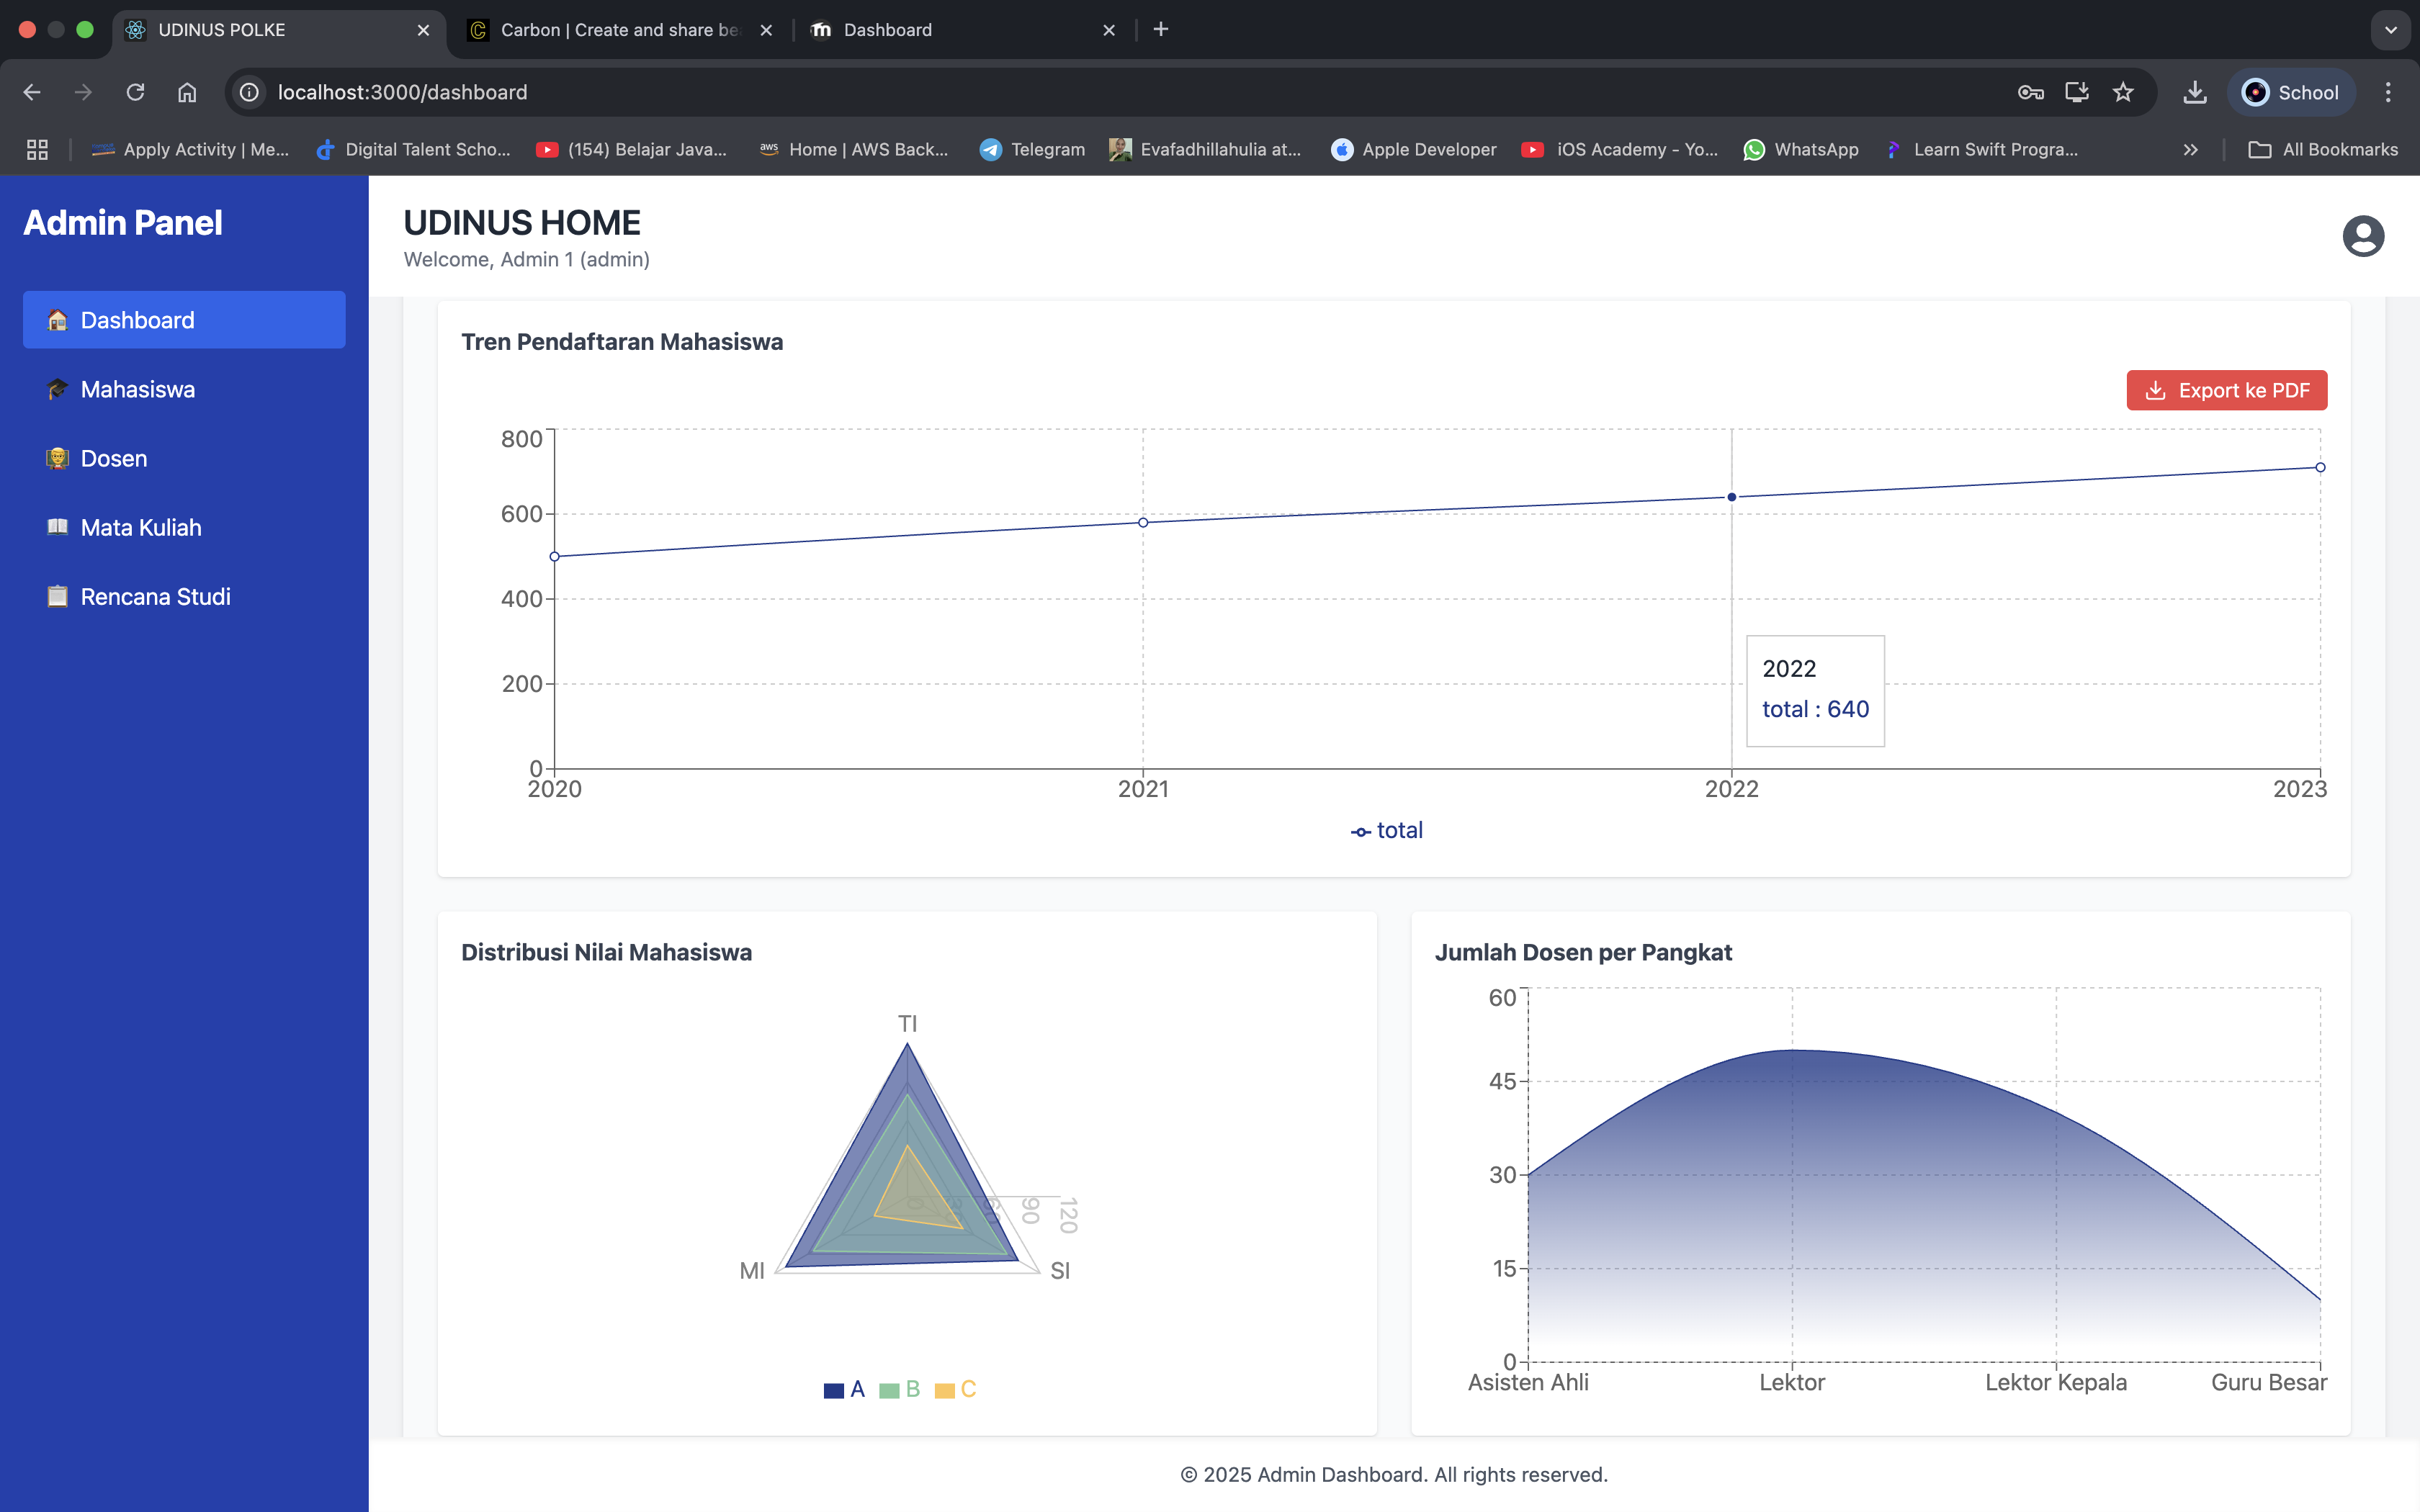 UDINUS POLKE
Carbon | Create and share be
Dashboard
localhost:3000/dashboard
School
Apply Activity | Me...
Digital Talent Scho...
(154) Belajar Java...
aws
Home | AWS Back...
Telegram
Evafadhillahulia at...
Apple Developer
iOS Academy - Yo...
WhatsApp
Learn Swift Progra...
All Bookmarks
Admin Panel
Dashboard
Mahasiswa
Dosen
Mata Kuliah
Rencana Studi
UDINUS HOME
Welcome, Admin 1 (admin)
Tren Pendaftaran Mahasiswa
Export ke PDF
800
600
400
200
0
2020
2021
2022
2023
2022
total : 640
total
Distribusi Nilai Mahasiswa
TI
MI
SI
0
30
60
90
120
A
B
C
Jumlah Dosen per Pangkat
60
45
30
15
0
Asisten Ahli
Lektor
Lektor Kepala
Guru Besar
© 2025 Admin Dashboard. All rights reserved.